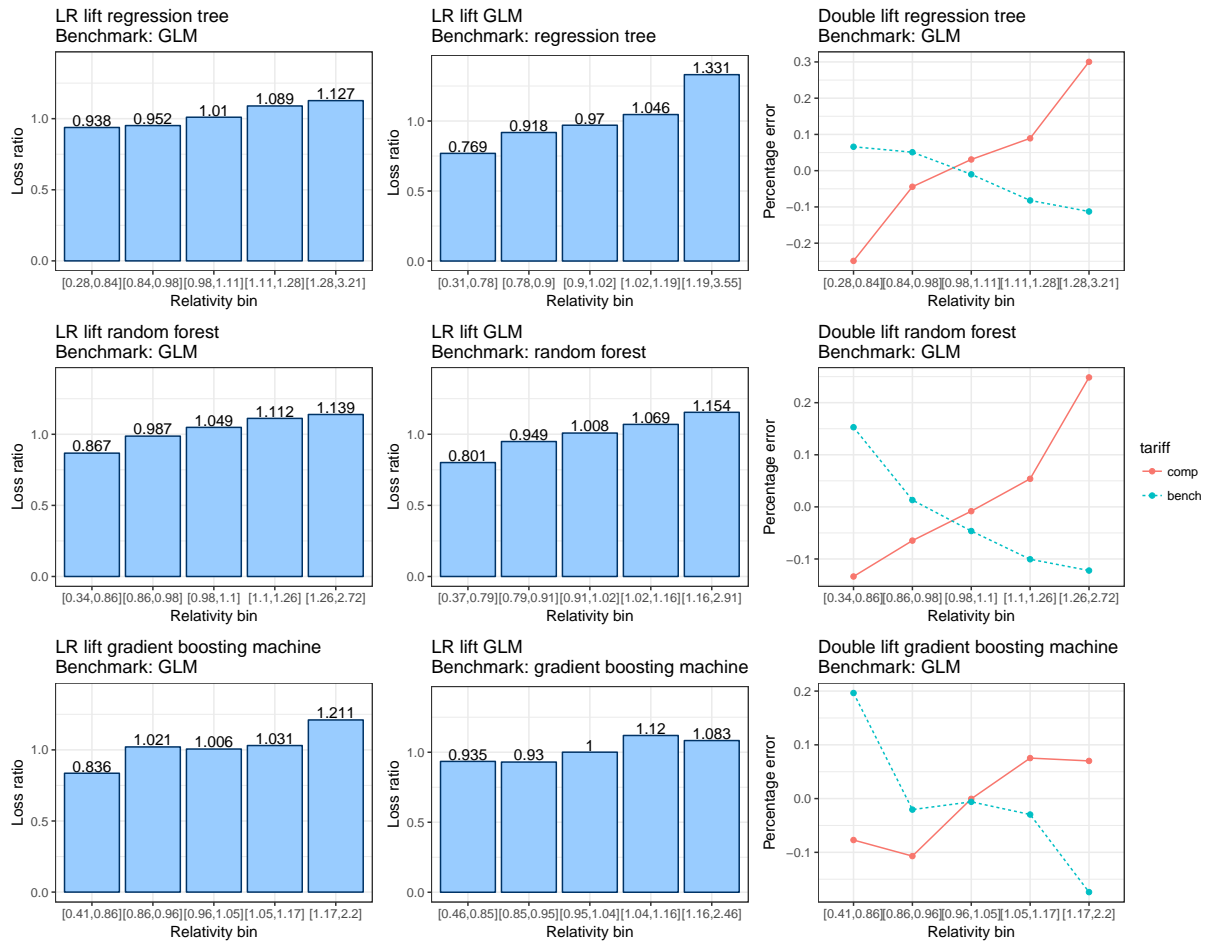 LR lift regression tree
Benchmark: GLM
1.0
0.5
0.0
Loss ratio
0.938
0.952
1.01
1.089
1.127
[0.28,0.84] [0.84,0.98] [0.98,1.11] [1.11,1.28] [1.28,3.21]
Relativity bin
LR lift GLM
Benchmark: regression tree
1.0
0.5
0.0
Loss ratio
0.769
0.918
0.97
1.046
1.331
[0.31,0.78] [0.78,0.9] [0.9,1.02] [1.02,1.19] [1.19,3.55]
Relativity bin
Double lift regression tree
Benchmark: GLM
0.3
0.2
0.1
0.0
−0.1
−0.2
Percentage error
[0.28,0.84] [0.84,0.98] [0.98,1.11] [1.11,1.28] [1.28,3.21]
Relativity bin
LR lift random forest
Benchmark: GLM
1.0
0.5
0.0
Loss ratio
0.867
0.987
1.049
1.112
1.139
[0.34,0.86] [0.86,0.98] [0.98,1.1] [1.1,1.26] [1.26,2.72]
Relativity bin
LR lift GLM
Benchmark: random forest
1.0
0.5
0.0
Loss ratio
0.801
0.949
1.008
1.069
1.154
[0.37,0.79] [0.79,0.91] [0.91,1.02] [1.02,1.16] [1.16,2.91]
Relativity bin
Double lift random forest
Benchmark: GLM
0.2
0.1
0.0
−0.1
Percentage error
[0.34,0.86] [0.86,0.98] [0.98,1.1] [1.1,1.26] [1.26,2.72]
Relativity bin
tariff
comp
bench
LR lift gradient boosting machine
Benchmark: GLM
1.0
0.5
0.0
Loss ratio
0.836
1.021
1.006
1.031
1.211
[0.41,0.86] [0.86,0.96] [0.96,1.05] [1.05,1.17] [1.17,2.2]
Relativity bin
LR lift GLM
Benchmark: gradient boosting machine
1.0
0.5
0.0
Loss ratio
0.935
0.93
1
1.12
1.083
[0.46,0.85] [0.85,0.95] [0.95,1.04] [1.04,1.16] [1.16,2.46]
Relativity bin
Double lift gradient boosting machine
Benchmark: GLM
0.2
0.1
0.0
−0.1
Percentage error
[0.41,0.86] [0.86,0.96] [0.96,1.05] [1.05,1.17] [1.17,2.2]
Relativity bin